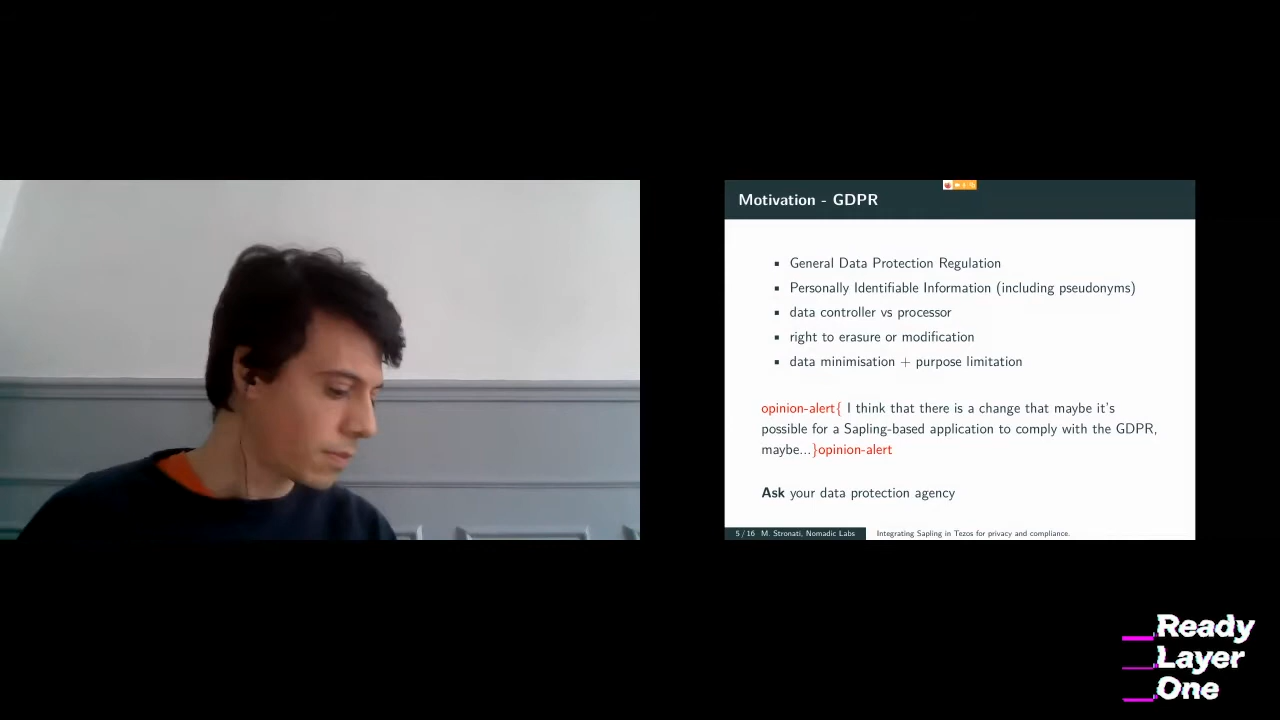 Motivation - GDPR
General Data Protection Regulation
Personally Identifiable Information (including pseudonyms)
data controller vs processor
right to erasure or modification
data minimisation + purpose limitation
opinion-alert{ I think that there is a change that maybe it's
possible for a Sapling-based application to comply with the GDPR,
maybe...}opinion-alert
Ask your data protection agency
5 / 16 M. Stronati, Nomadic Labs Integrating Sapling in Tezos for privacy and compliance.
Ready
Layer
One